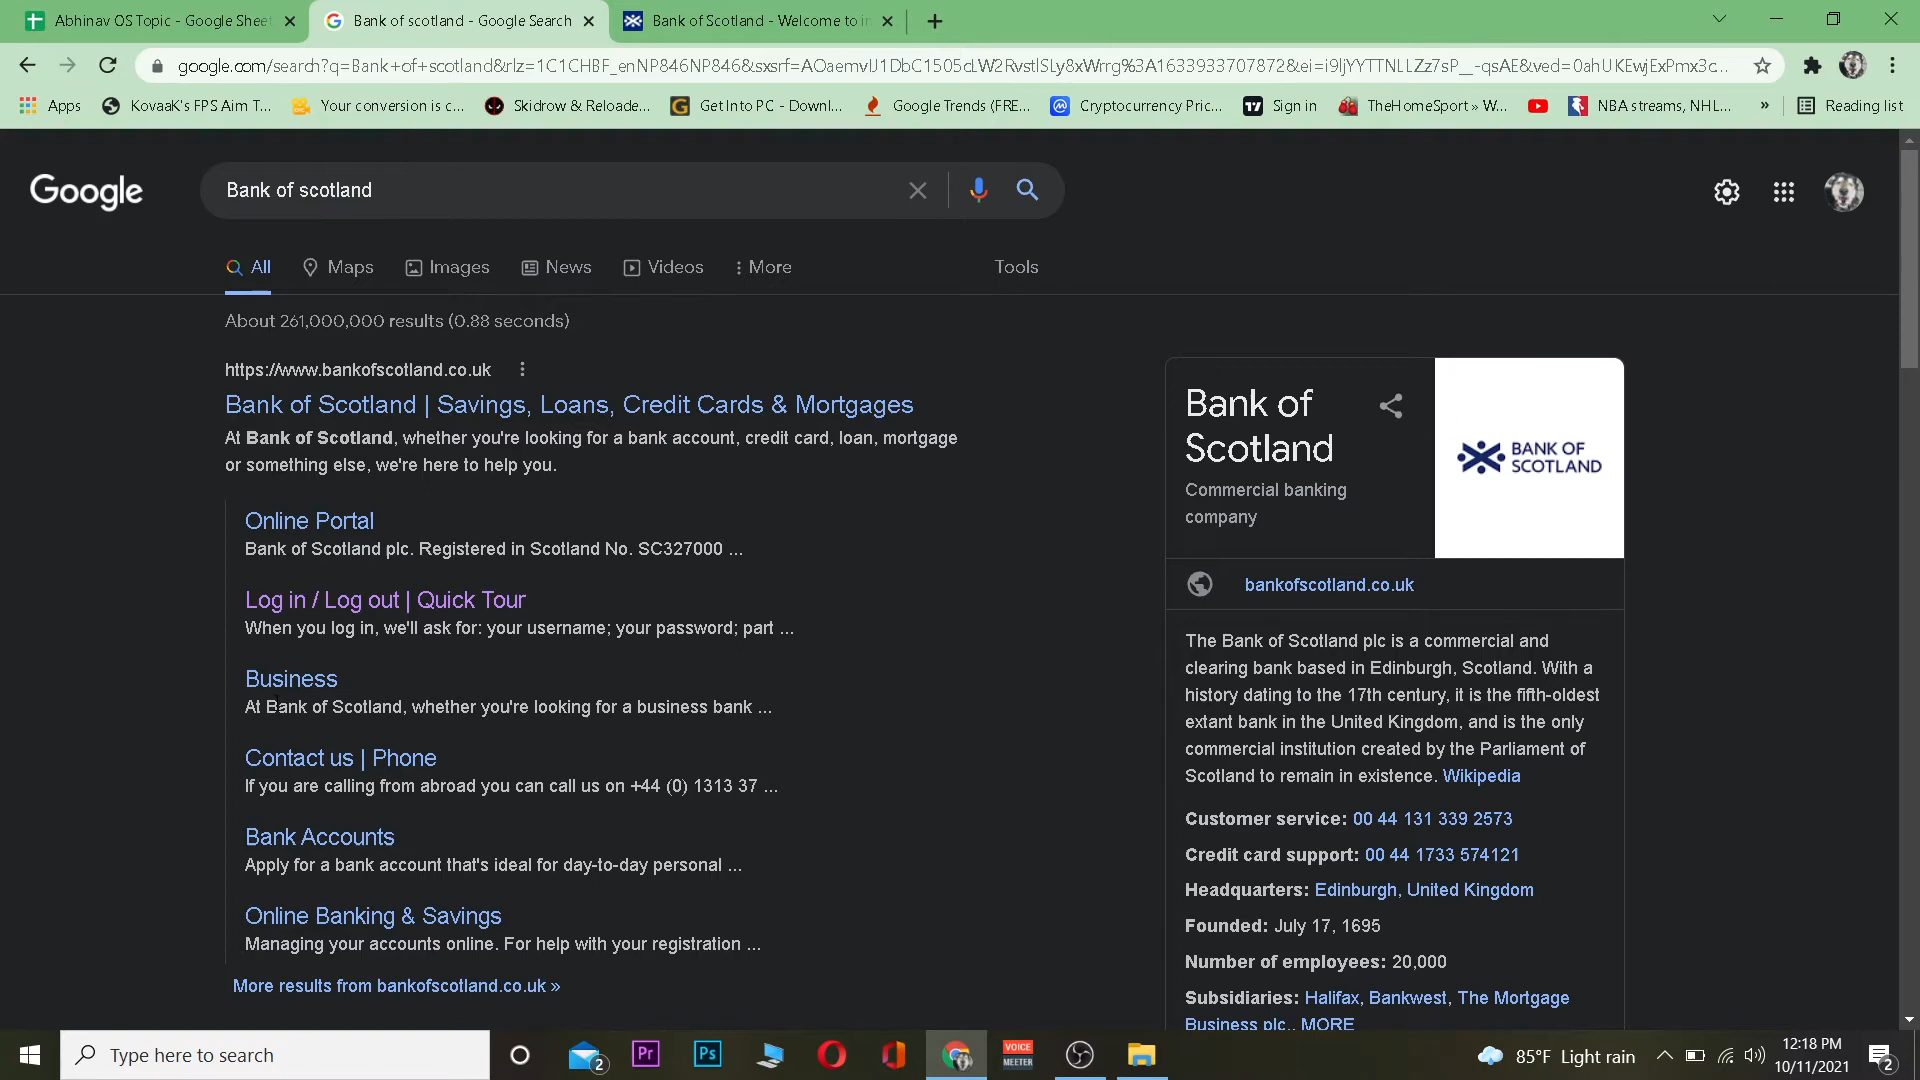 Abhinav OS Topic - Google Sheet
Bank of scotland - Google Search
Bank of Scotland - Welcome to in
google.com/search?q=Bank+of+scotland&rlz=1C1CHBF_enNP846NP846&sxsrf=AOaemvIJ1DbC1505cLW2RvstlSLy8xWrrg%3A1633933707872&ei=i9ljYYTTNLLZz7sP__-qsAE&ved=0ahUKEwjExPmx3c...
Apps
KovaaK's FPS Aim T...
Your conversion is c...
Skidrow & Reloade...
Get Into PC - Downl...
Google Trends (FRE...
Cryptocurrency Pric...
Sign in
TheHomeSport » W...
NBA streams, NHL...
»
Reading list
Google
Bank of scotland
All
Maps
Images
News
Videos
More
Tools
About 261,000,000 results (0.88 seconds)
https://www.bankofscotland.co.uk
Bank of Scotland | Savings, Loans, Credit Cards & Mortgages
At Bank of Scotland, whether you're looking for a bank account, credit card, loan, mortgage
or something else, we're here to help you.
Online Portal
Bank of Scotland plc. Registered in Scotland No. SC327000 ...
Log in / Log out | Quick Tour
When you log in, we'll ask for: your username; your password; part ...
Business
At Bank of Scotland, whether you're looking for a business bank ...
Contact us | Phone
If you are calling from abroad you can call us on +44 (0) 1313 37 ...
Bank Accounts
Apply for a bank account that's ideal for day-to-day personal ...
Online Banking & Savings
Managing your accounts online. For help with your registration ...
More results from bankofscotland.co.uk »
Bank of
Scotland
Commercial banking
company
BANK OF
SCOTLAND
bankofscotland.co.uk
The Bank of Scotland plc is a commercial and
clearing bank based in Edinburgh, Scotland. With a
history dating to the 17th century, it is the fifth-oldest
extant bank in the United Kingdom, and is the only
commercial institution created by the Parliament of
Scotland to remain in existence. Wikipedia
Customer service: 00 44 131 339 2573
Credit card support: 00 44 1733 574121
Headquarters: Edinburgh, United Kingdom
Founded: July 17, 1695
Number of employees: 20,000
Subsidiaries: Halifax, Bankwest, The Mortgage
Business plc., MORE
Type here to search
2
Pr
Ps
VOICE
MEETER
85°F Light rain
12:18 PM
10/11/2021
2